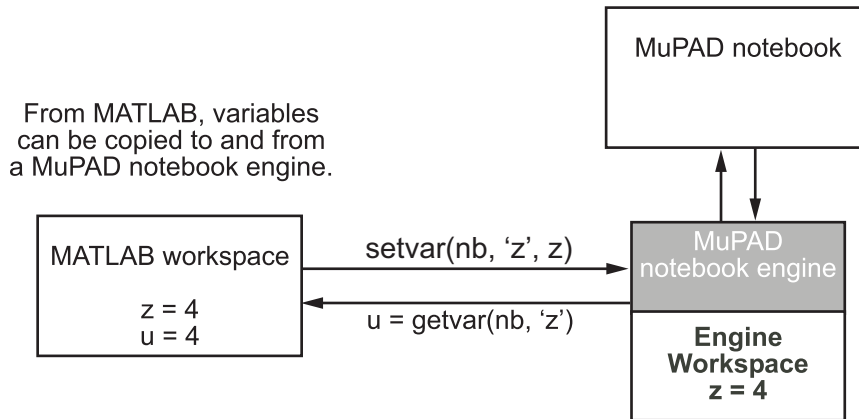 MuPAD notebook
From MATLAB, variables
can be copied to and from
a MuPAD notebook engine.
MATLAB workspace
z = 4
u = 4
setvar(nb, ‘z’, z)
u = getvar(nb, ‘z’)
MuPAD
notebook engine
Engine
Workspace
z = 4